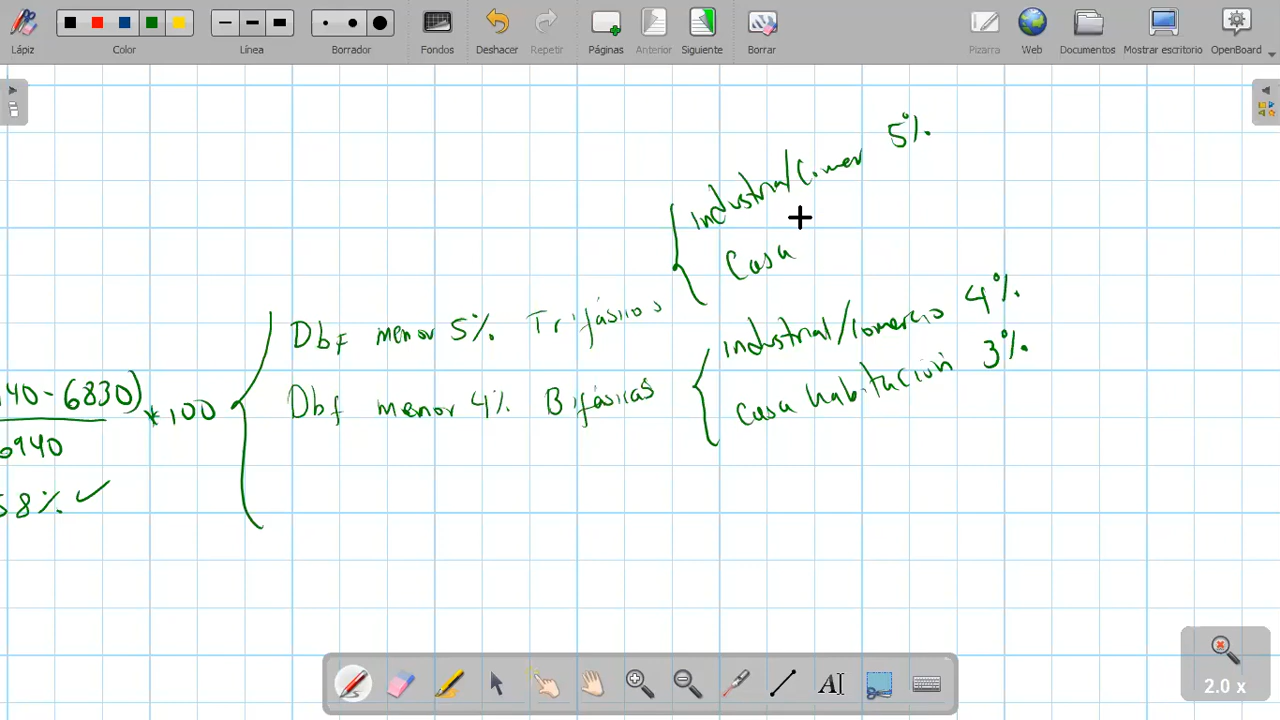 Lápiz
Color
Línea
Borrador
Fondos
Deshacer
Repetir
Páginas
Anterior
Siguiente
Borrar
Pizarra
Web
Documentos
Mostrar escritorio
OpenBoard
industrial/Comer 5%
Casa
Dbf menor 5% Trifásicos
industrial/comercio 4%
Dbf menor 4% Bifásicas
casa habitación 3%
40-6830)
*100
6940
58% ✓
2.0 x